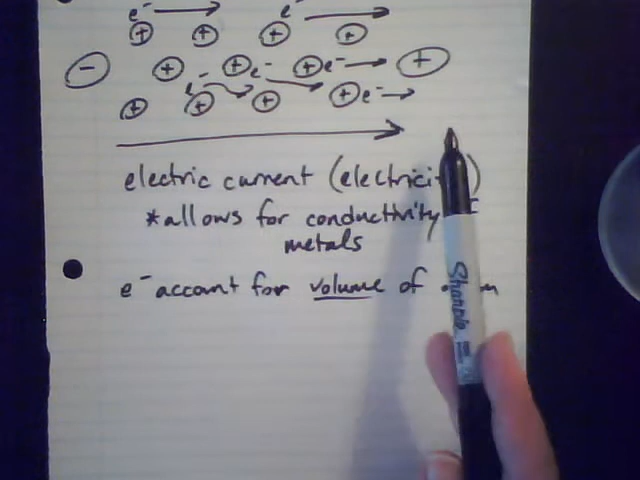 e⁻ e⁻
+ + + +
- + + e⁻ + e⁻ +
e⁻
+ + + + e⁻
electric current (electrici )
*allows for conductivity
metals
e⁻ account for volume of
Sharpie